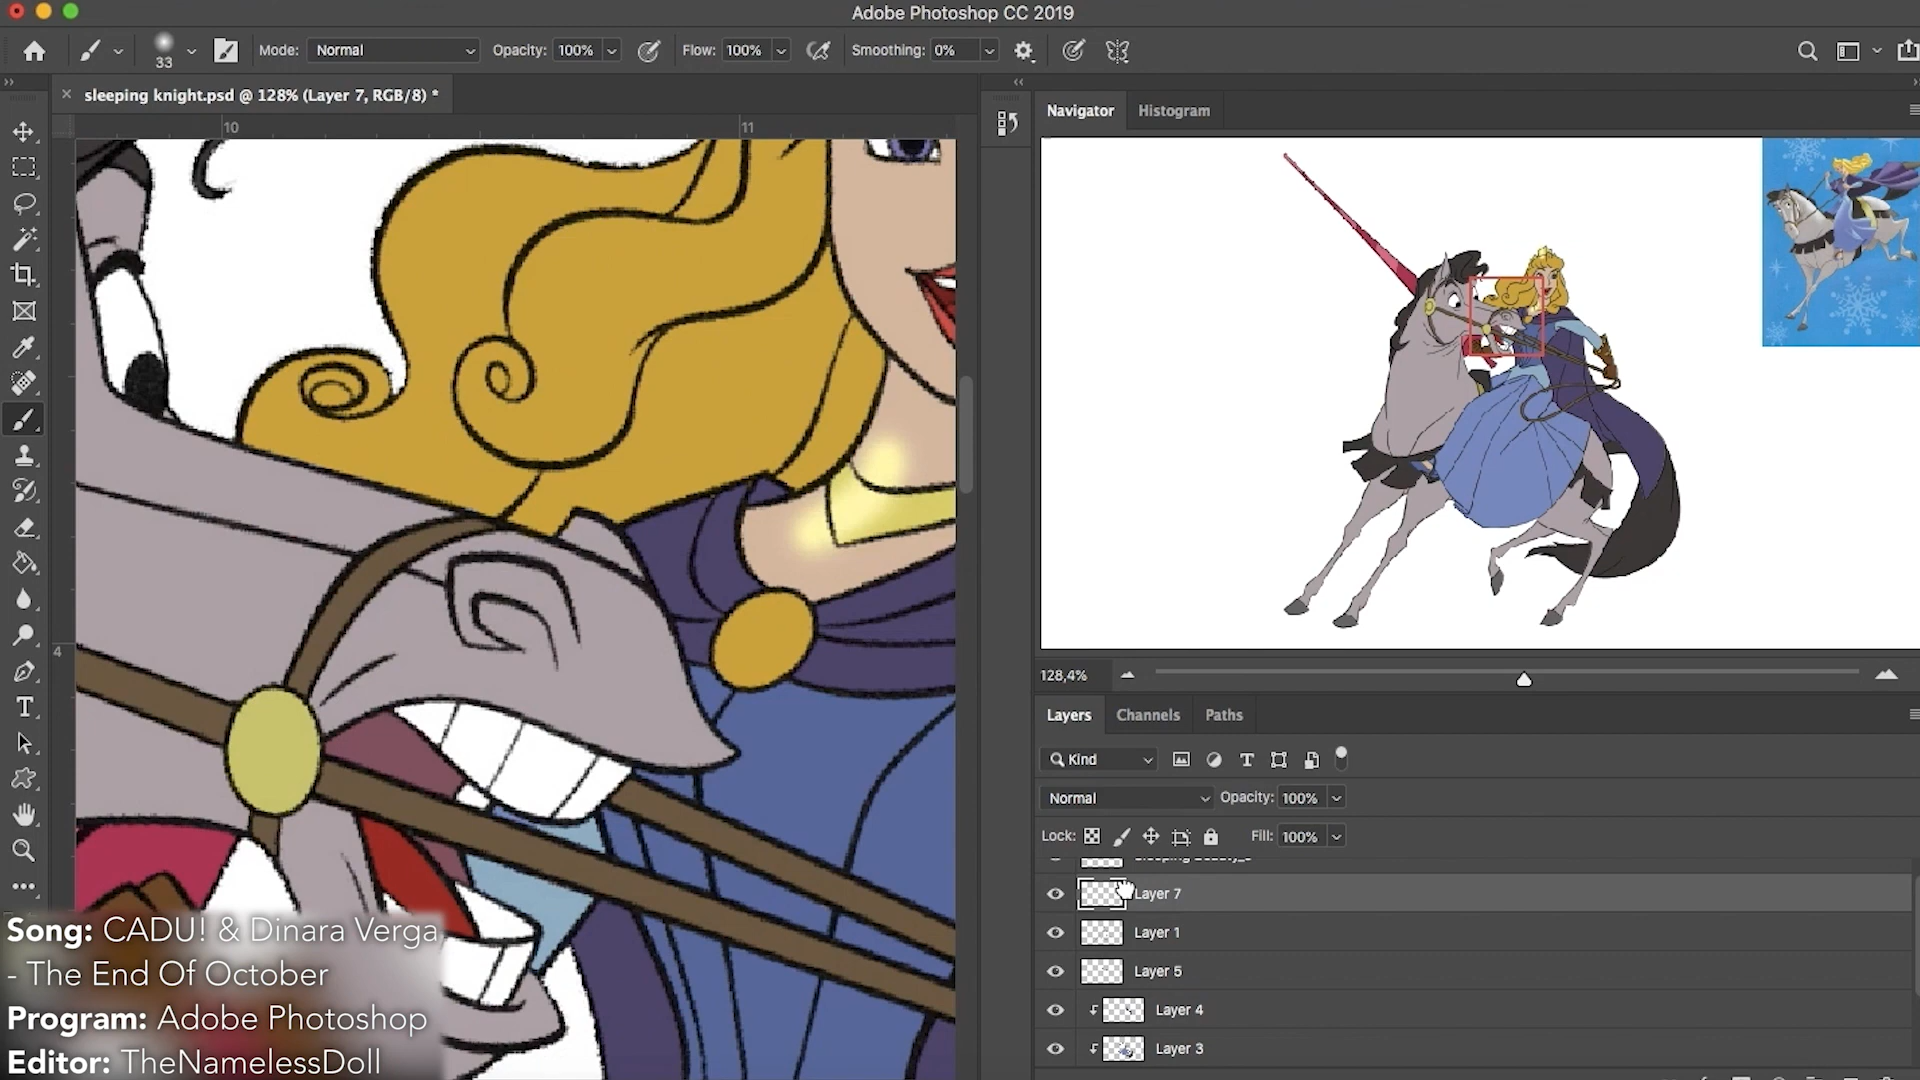 Adobe Photoshop CC 2019
33 Mode: Normal Opacity: 100% Flow: 100% Smoothing: 0%
sleeping knight.psd @ 128% (Layer 7, RGB/8) *
Navigator Histogram
10 11
4
128,4%
Layers Channels Paths
Kind
Normal Opacity: 100%
Lock: Fill: 100%
Layer 7
Layer 1
Layer 5
Layer 4
Layer 3
Song: CADU! & Dinara Verga
- The End Of October
Program: Adobe Photoshop
Editor: TheNamelessDoll